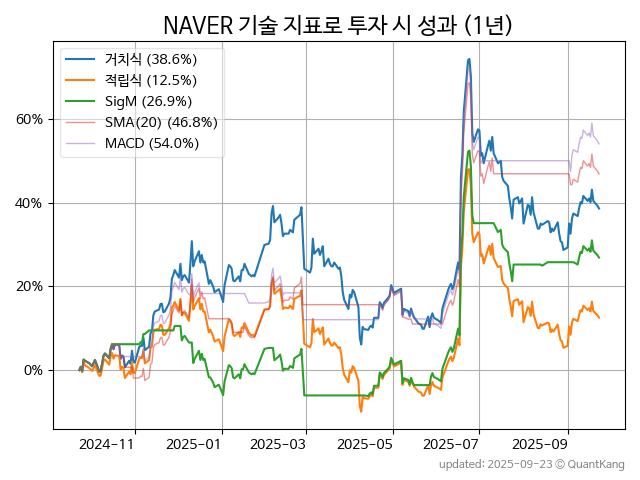 NAVER 기술 지표로 투자 시 성과 (1년)
거치식 (38.6%)
적립식 (12.5%)
SigM (26.9%)
SMA(20) (46.8%)
MACD (54.0%)
60%
40%
20%
0%
2024-11 2025-01 2025-03 2025-05 2025-07 2025-09
updated: 2025-09-23 © QuantKang